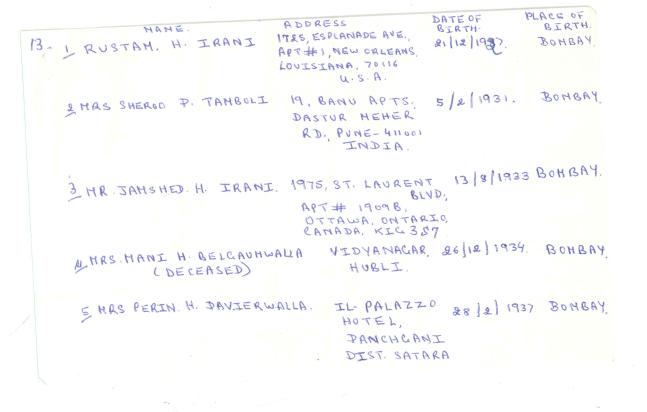 NAME. ADDRESS DATE OF BIRTH. PLACE OF BIRTH.
13- 1 RUSTAM. H. IRANI 1725, ESPLANADE AVE., 21/12/19 BOMBAY.
APT #1, NEW ORLEANS,
LOUISIANA, 70116
U.S.A.
2 MRS SHEROO P. TAMBOLI 19, BANU APTS. 5/2/1931. BOMBAY.
DASTUR MEHER
RD, PUNE-411001
INDIA.
3 MR. JAMSHED. H. IRANI. 1975, ST. LAURENT 13/8/1933 BOMBAY.
BLVD,
APT # 1909B,
OTTAWA, ONTARIO,
CANADA, K1G 3S7
4 MRS. MANI H. BELGAUMWALLA VIDYANAGAR, 26/12/1934. BOMBAY.
(DECEASED) HUBLI.
5 MRS PERIN. H. DAVIERWALLA. IL-PALAZZO 28/2/1937 BOMBAY.
HOTEL,
PANCHGANI
DIST. SATARA